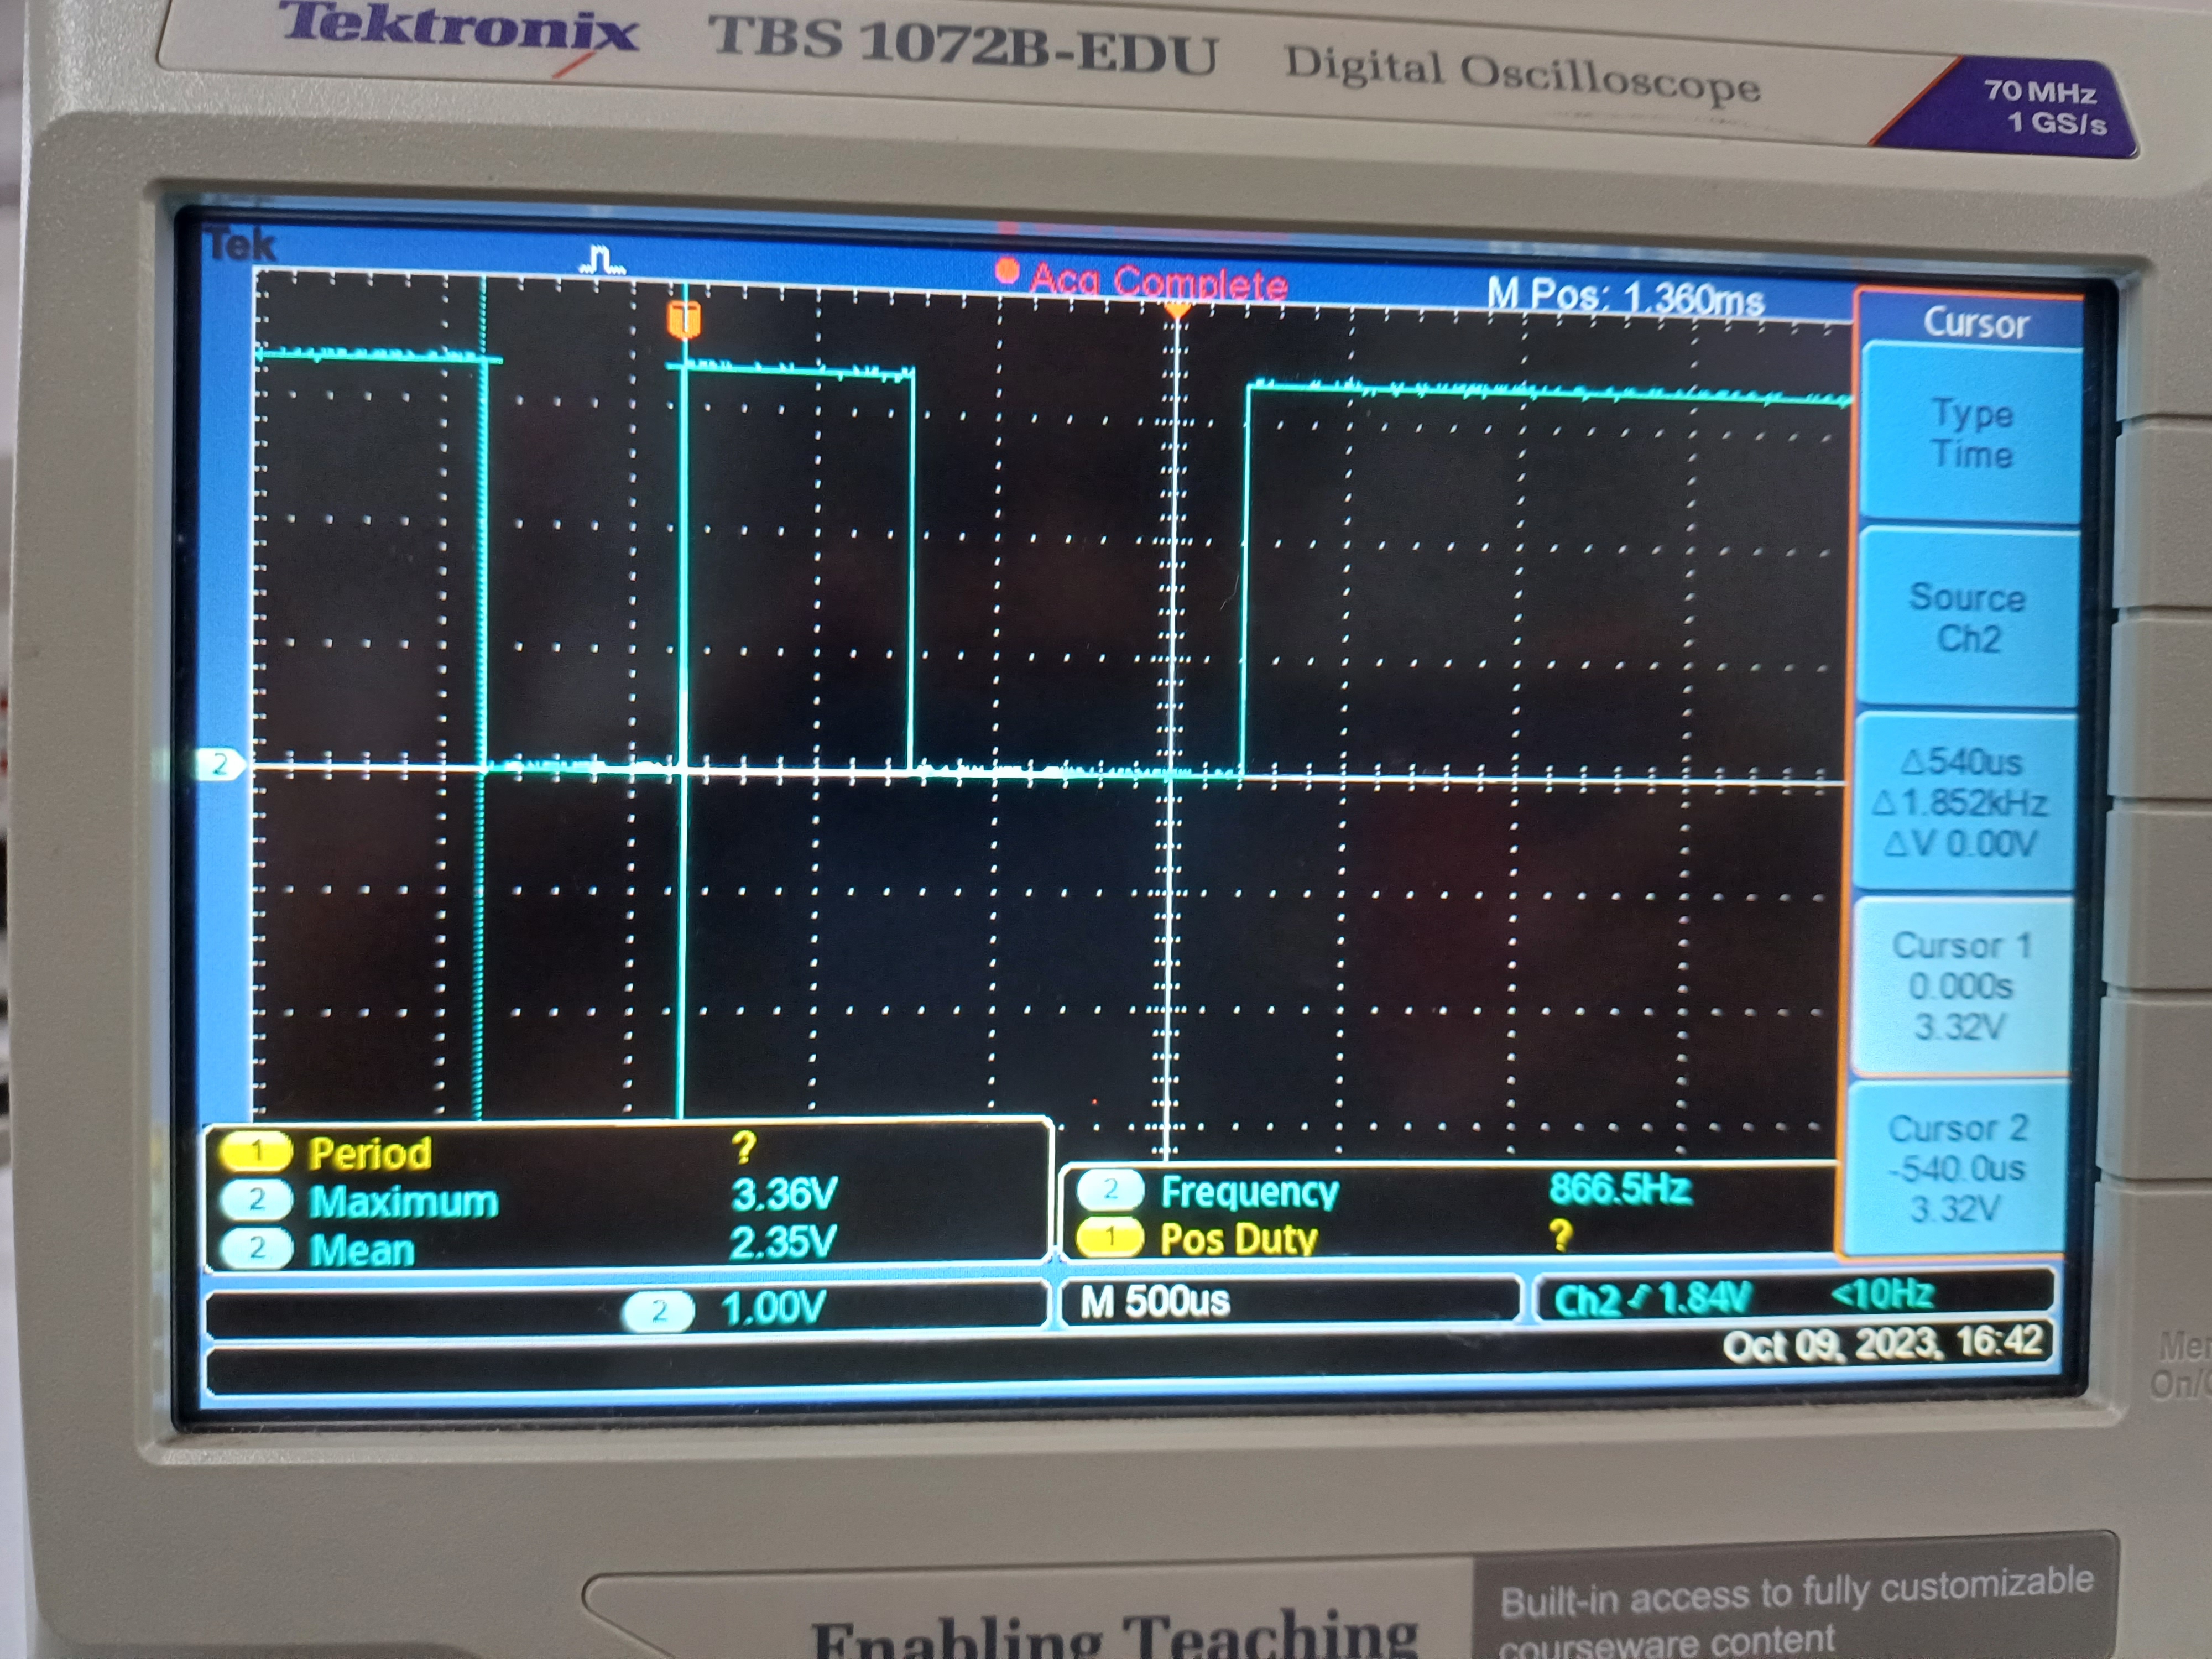 Tektronix TBS 1072B-EDU Digital Oscilloscope
70 MHz
1 GS/s
Tek
Acq Complete
M Pos: 1.360ms
Cursor
T
Type
Time
Source
Ch2
2
Δ540us
Δ1.852kHz
ΔV 0.00V
Cursor 1
0.000s
3.32V
Cursor 2
-540.0us
3.32V
1 Period ?
2 Maximum 3.36V
2 Mean 2.35V
2 Frequency 866.5Hz
1 Pos Duty ?
2 1.00V
M 500us
Ch2 1.84V <10Hz
Oct 09, 2023, 16:42
Built-in access to fully customizable
courseware content
Enabling Teaching